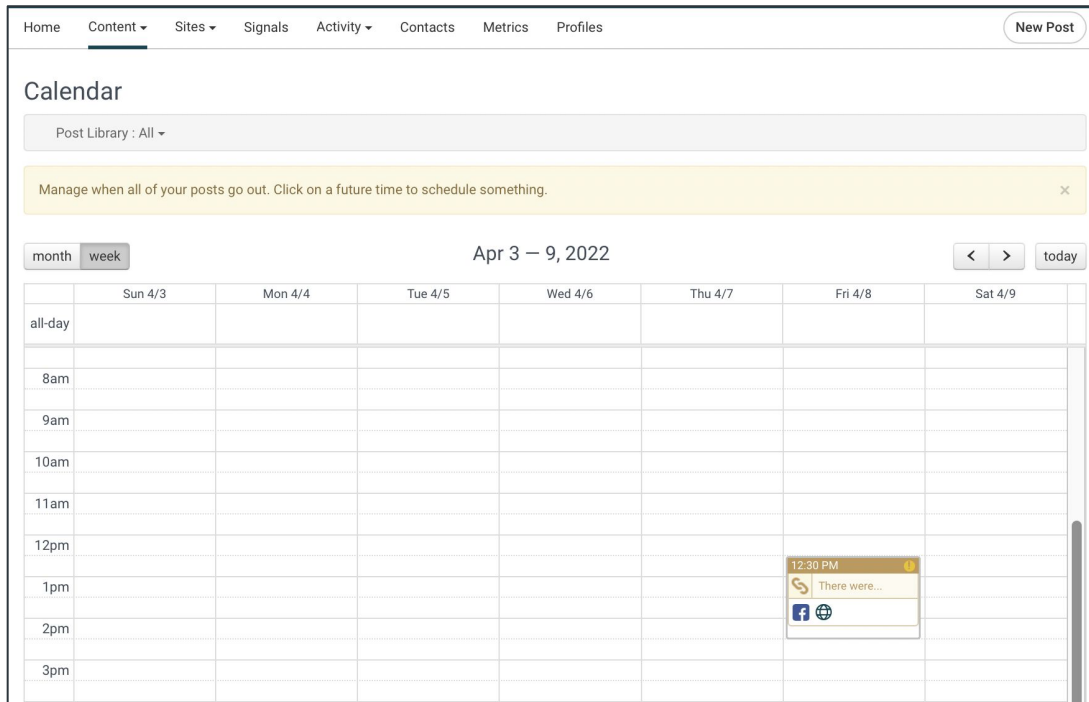 Home Content Sites Signals Activity Contacts Metrics Profiles New Post
Calendar
Post Library : All
Manage when all of your posts go out. Click on a future time to schedule something. ×
month week Apr 3 — 9, 2022 < > today
Sun 4/3 Mon 4/4 Tue 4/5 Wed 4/6 Thu 4/7 Fri 4/8 Sat 4/9
all-day
8am
9am
10am
11am
12pm
12:30 PM
There were...
1pm
2pm
3pm